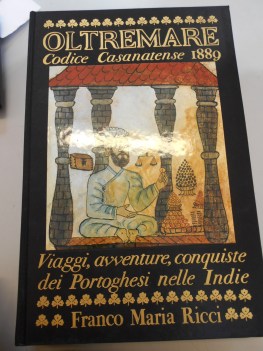 OLTREMARE
Codice Casanatense 1889
Viaggi, avventure, conquiste
dei Portoghesi nelle Indie
Franco Maria Ricci